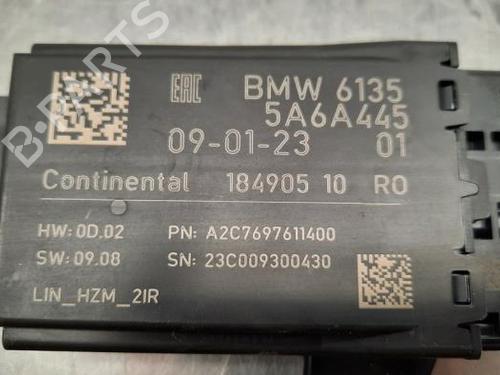 EAC BMW 6135
5A6A445
09-01-23 01
Continental 184905 10 RO
HW: 0D.02 PN: A2C7697611400
SW: 09.08 SN: 23C009300430
LIN_HZM_2IR
B-PARTS